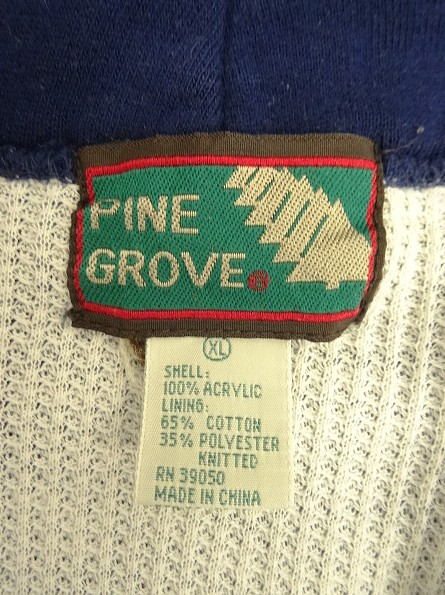 PINE
GROVE®
XL
SHELL:
100% ACRYLIC
LINING:
65% COTTON
35% POLYESTER
KNITTED
RN 39050
MADE IN CHINA